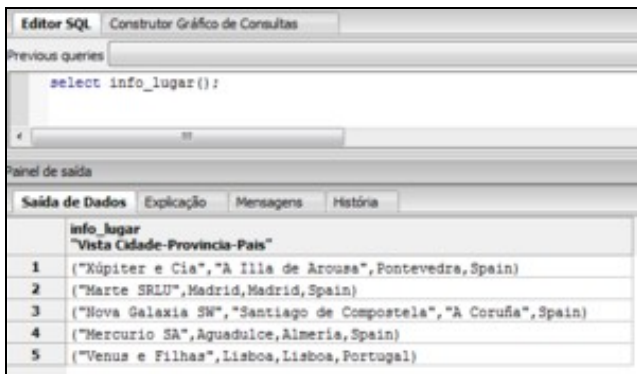 Editor SQL Construtor Gráfico de Consultas
Previous queries
select info_lugar();
Painel de saída
Saída de Dados Explicação Mensagens História
info_lugar
"Vista Cidade-Provincia-Pais"
1 ("Xúpiter e Cia","A Illa de Arousa",Pontevedra,Spain)
2 ("Marte SRLU",Madrid,Madrid,Spain)
3 ("Nova Galaxia SW","Santiago de Compostela","A Coruña",Spain)
4 ("Mercurio SA",Aguadulce,Almería,Spain)
5 ("Venus e Filhas",Lisboa,Lisboa,Portugal)